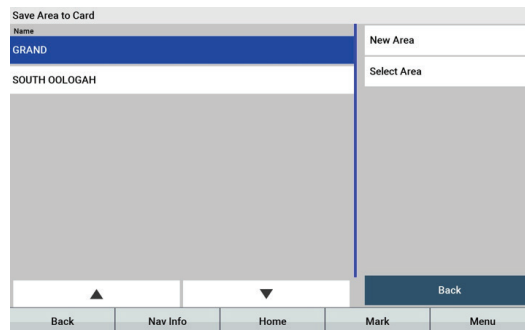 Save Area to Card
Name
GRAND
SOUTH OOLOGAH
New Area
Select Area
Back
Back
Nav Info
Home
Mark
Menu